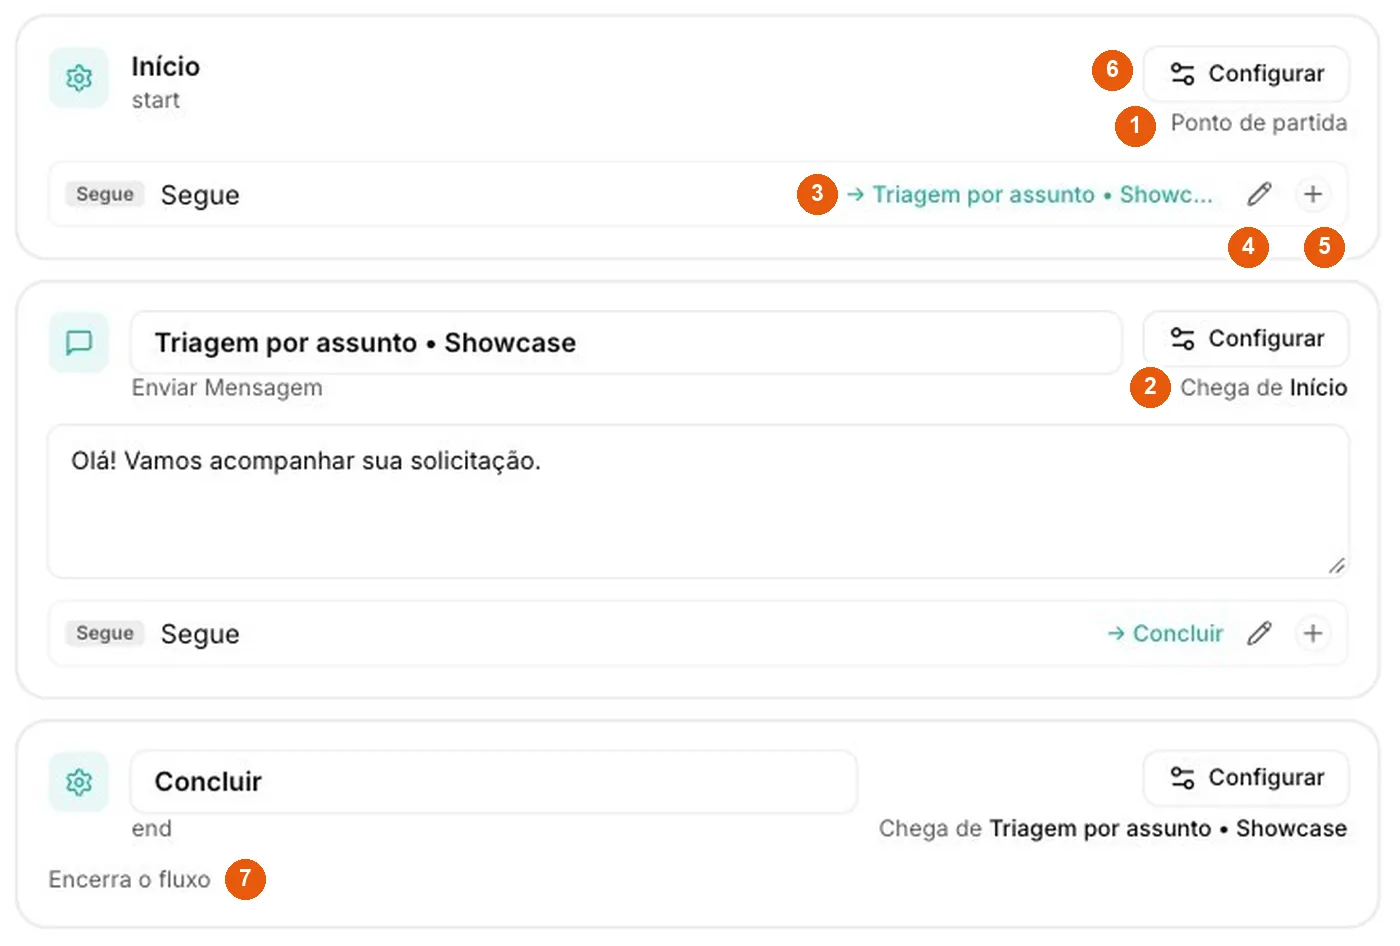 Início
start
6 Configurar
1 Ponto de partida
Segue Segue 3 → Triagem por assunto • Showc...
4 5
Triagem por assunto • Showcase
Configurar
Enviar Mensagem
2 Chega de Início
Olá! Vamos acompanhar sua solicitação.
Segue Segue → Concluir
Concluir
Configurar
end
Chega de Triagem por assunto • Showcase
Encerra o fluxo 7